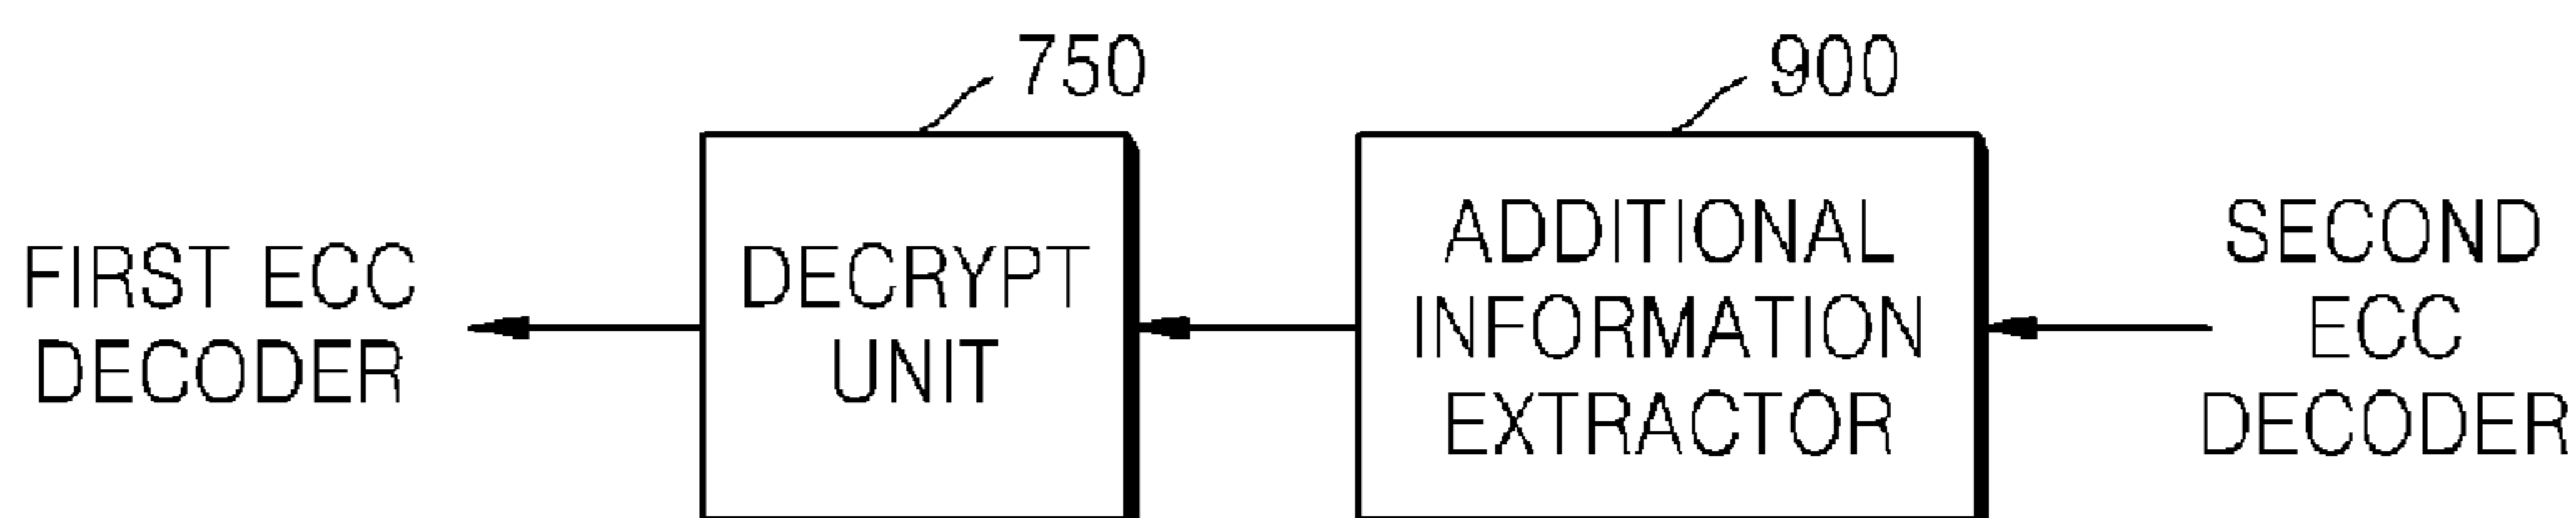 750
900
FIRST ECC
DECODER
DECRYPT
UNIT
ADDITIONAL
INFORMATION
EXTRACTOR
SECOND
ECC
DECODER